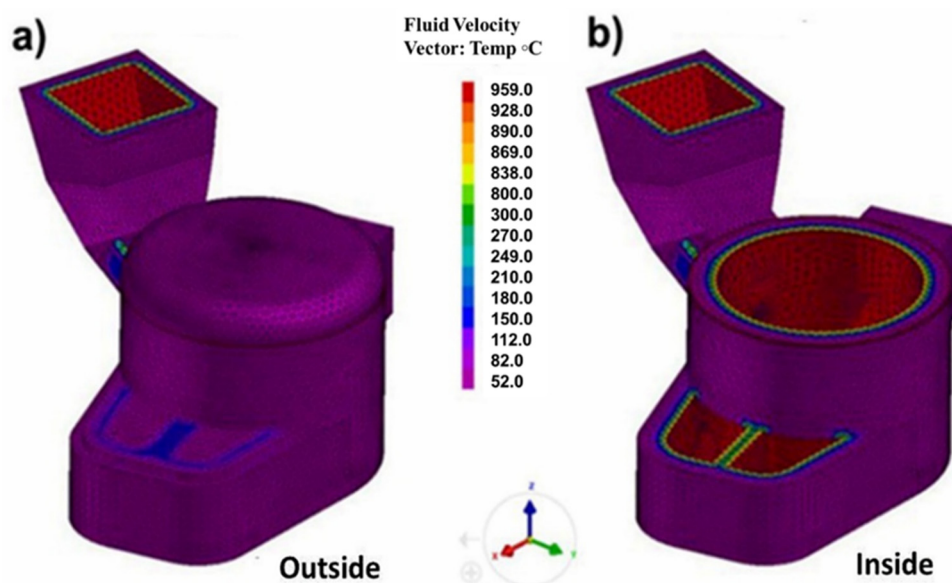 a)
Fluid Velocity
Vector: Temp °C
b)
959.0
928.0
890.0
869.0
838.0
800.0
300.0
270.0
249.0
210.0
180.0
150.0
112.0
82.0
52.0
Z
X
Y
Outside
Inside